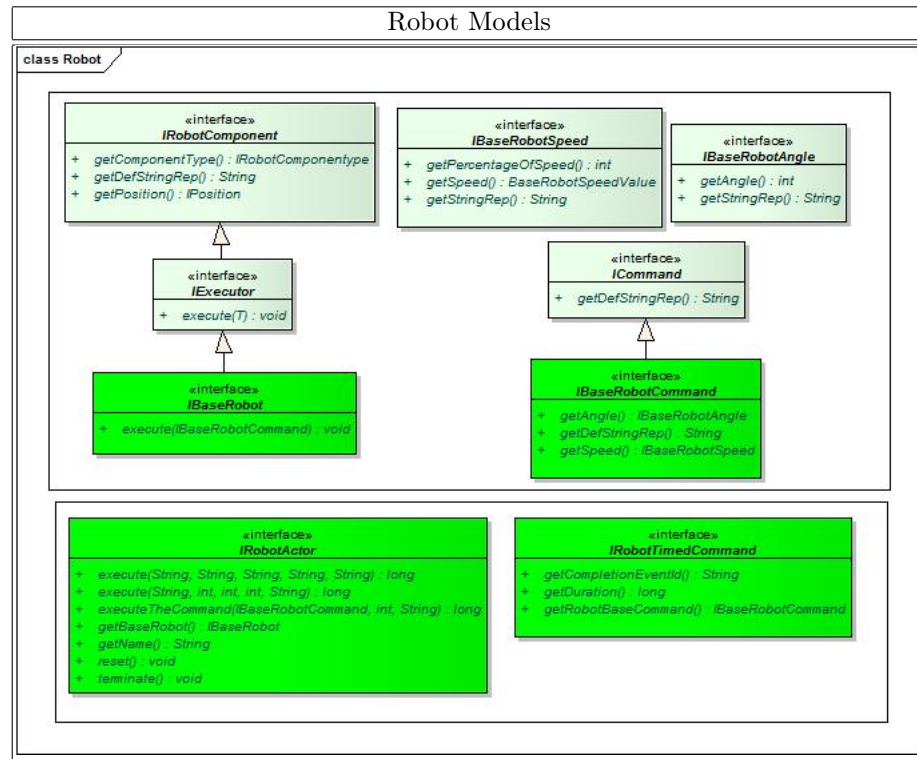 Robot Models
class Robot
«interface»
IRobotComponent
+ getComponentType() : IRobotComponentype
+ getDefStringRep() : String
+ getPosition() : IPosition
«interface»
IBaseRobotSpeed
+ getPercentageOfSpeed() : int
+ getSpeed() : BaseRobotSpeedValue
+ getStringRep() : String
«interface»
IBaseRobotAngle
+ getAngle() : int
+ getStringRep() : String
«interface»
IExecutor
+ execute(T) : void
«interface»
ICommand
+ getDefStringRep() : String
«interface»
IBaseRobot
+ execute(IBaseRobotCommand) : void
«interface»
IBaseRobotCommand
+ getAngle() : IBaseRobotAngle
+ getDefStringRep() : String
+ getSpeed() : IBaseRobotSpeed
«interface»
IRobotActor
+ execute(String, String, String, String, String) : long
+ execute(String, int, int, int, String) : long
+ executeTheCommand(IBaseRobotCommand, int, String) : long
+ getBaseRobot() : IBaseRobot
+ getName() : String
+ reset() : void
+ terminate() : void
«interface»
IRobotTimedCommand
+ getCompletionEventId() : String
+ getDuration() : long
+ getRobotBaseCommand() : IBaseRobotCommand